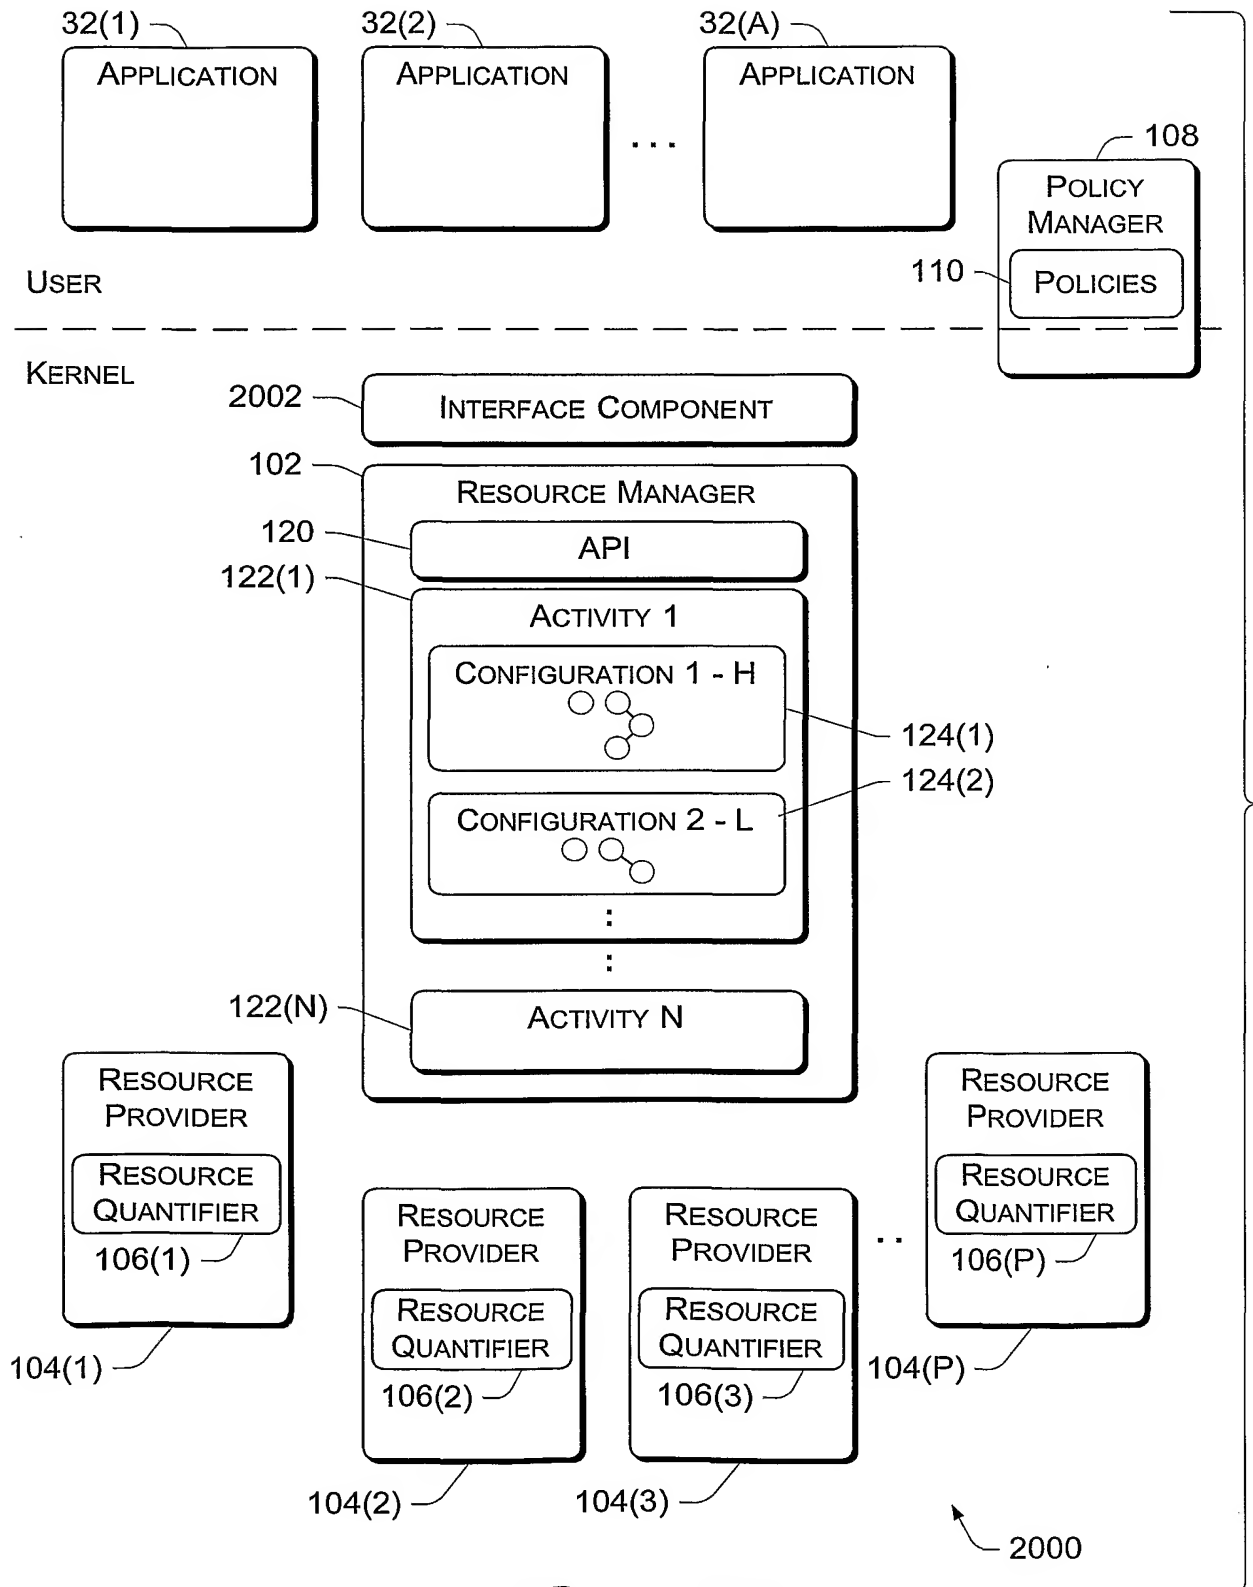 32(1)
32(2)
32(A)
APPLICATION
APPLICATION
APPLICATION
...
108
POLICY
MANAGER
110
POLICIES
USER
KERNEL
2002
INTERFACE COMPONENT
102
RESOURCE MANAGER
120
API
122(1)
ACTIVITY 1
CONFIGURATION 1 - H
124(1)
124(2)
CONFIGURATION 2 - L
:
:
122(N)
ACTIVITY N
RESOURCE
PROVIDER
RESOURCE
QUANTIFIER
106(1)
104(1)
RESOURCE
PROVIDER
RESOURCE
QUANTIFIER
106(2)
104(2)
RESOURCE
PROVIDER
RESOURCE
QUANTIFIER
106(3)
104(3)
..
RESOURCE
PROVIDER
RESOURCE
QUANTIFIER
106(P)
104(P)
2000